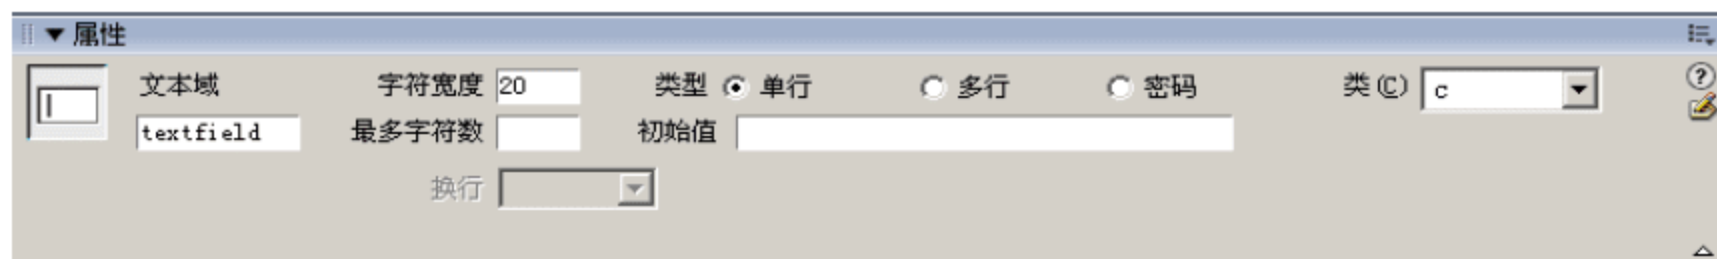 属性
文本域 字符宽度 20 类型 单行 多行 密码 类(C) c
textfield 最多字符数 初始值
换行